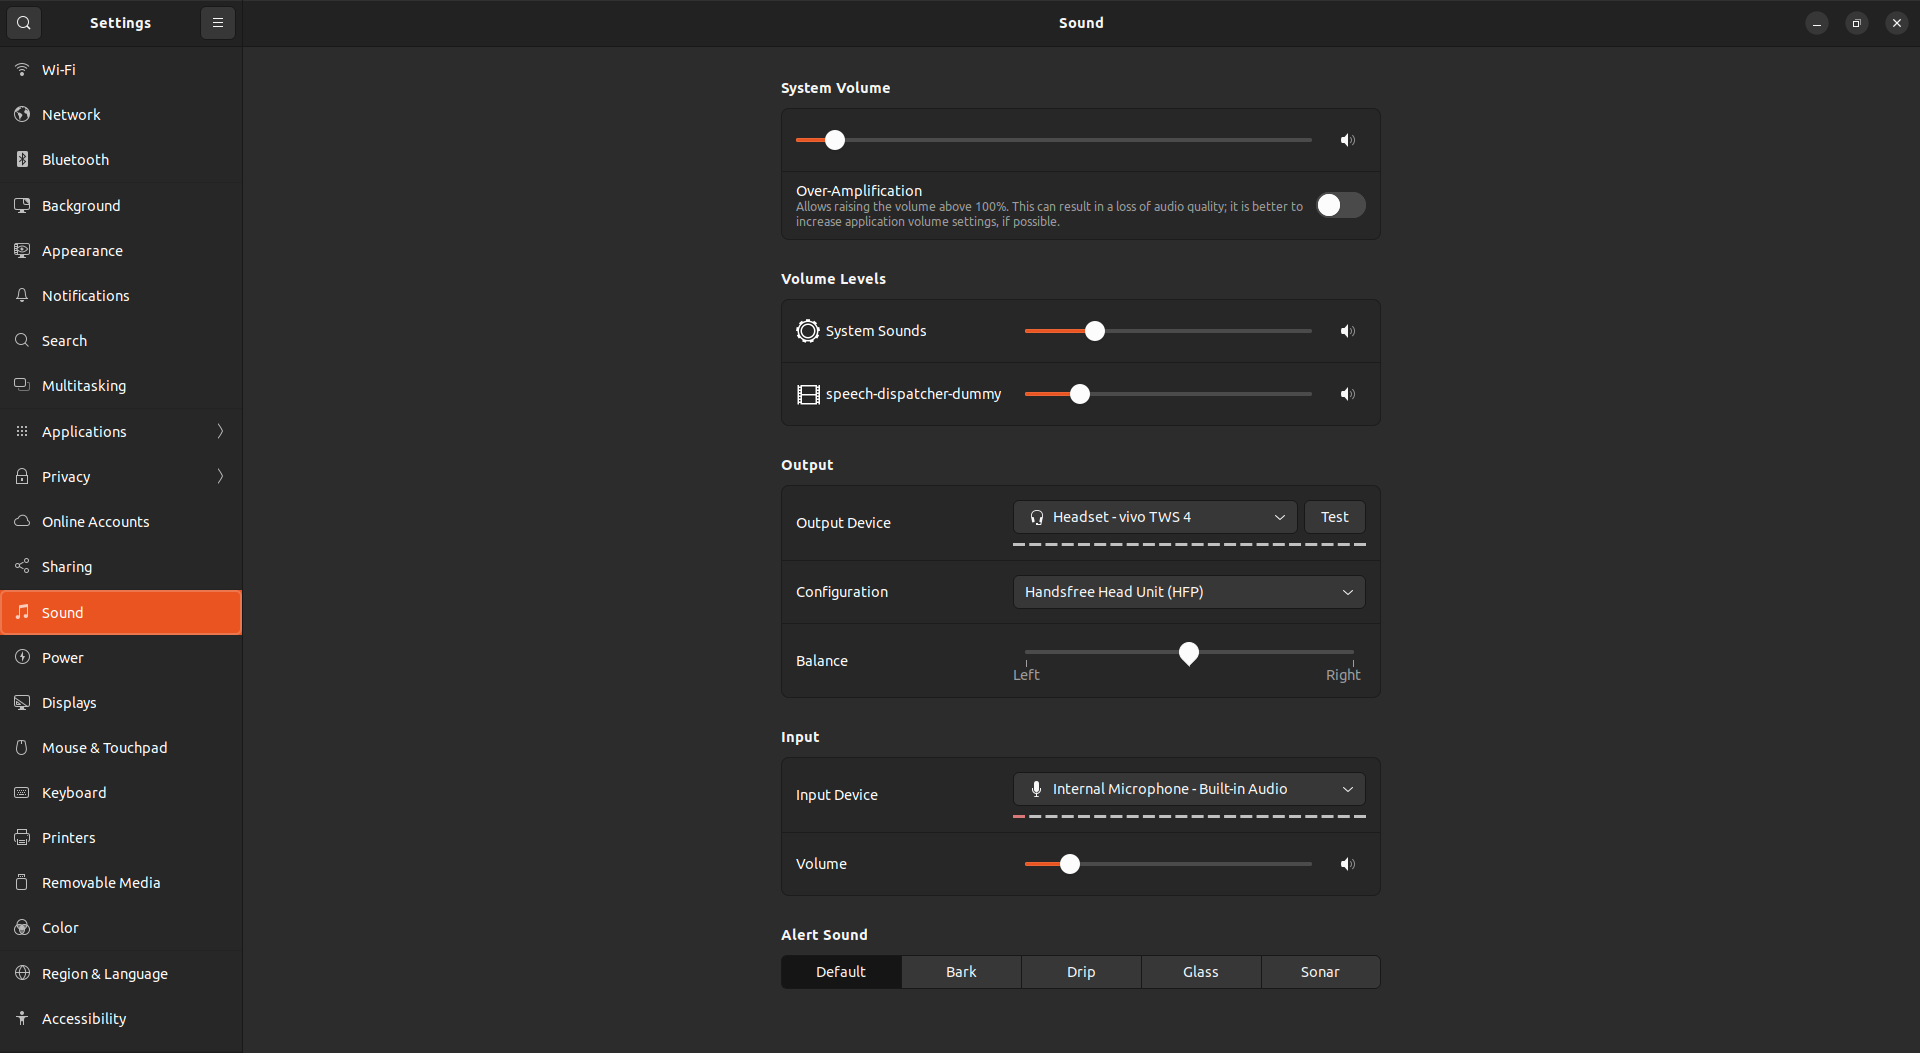 Settings
Sound
Wi-Fi
Network
Bluetooth
Background
Appearance
Notifications
Search
Multitasking
Applications
Privacy
Online Accounts
Sharing
Sound
Power
Displays
Mouse & Touchpad
Keyboard
Printers
Removable Media
Color
Region & Language
Accessibility
System Volume
Over-Amplification
Allows raising the volume above 100%. This can result in a loss of audio quality; it is better to
increase application volume settings, if possible.
Volume Levels
System Sounds
speech-dispatcher-dummy
Output
Output Device
Headset - vivo TWS 4
Test
Configuration
Handsfree Head Unit (HFP)
Balance
Left
Right
Input
Input Device
Internal Microphone - Built-in Audio
Volume
Alert Sound
Default
Bark
Drip
Glass
Sonar